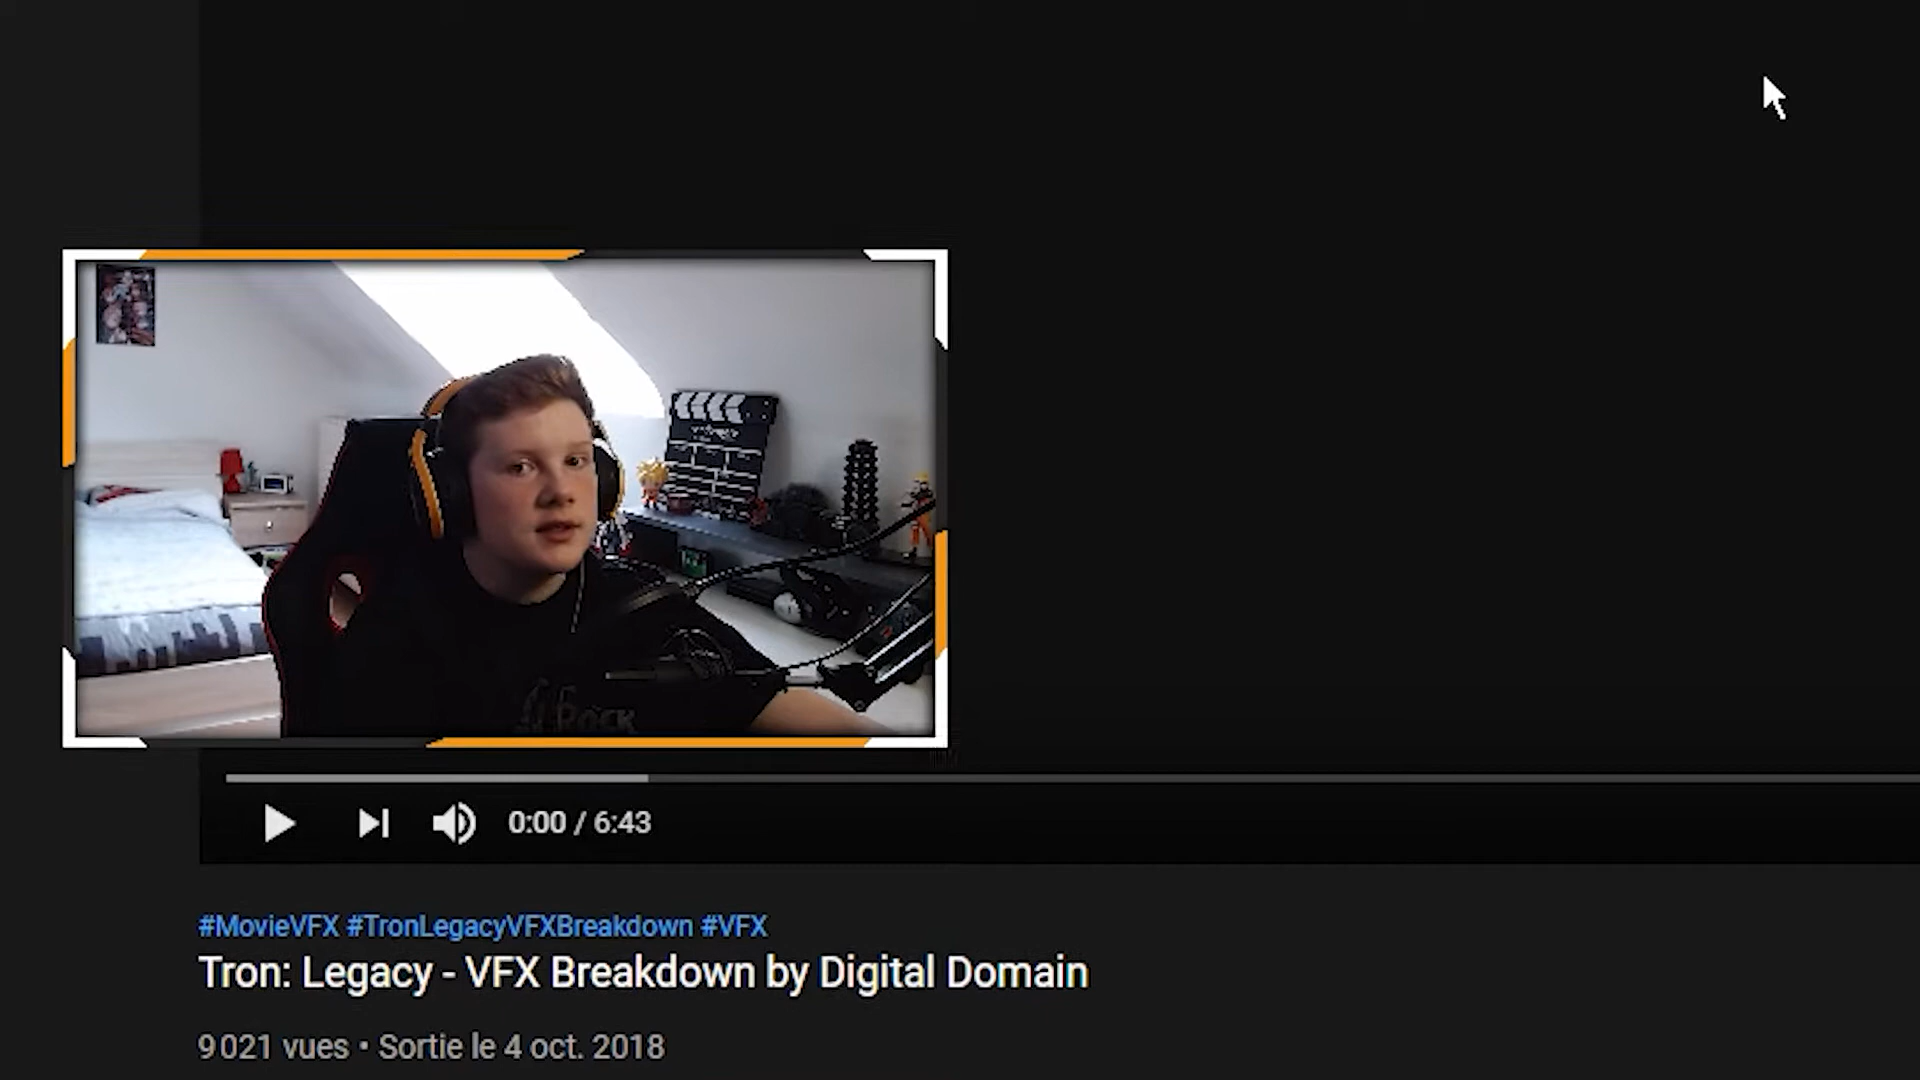 Rock
0:00 / 6:43
#MovieVFX #TronLegacyVFXBreakdown #VFX
Tron: Legacy - VFX Breakdown by Digital Domain
9 021 vues • Sortie le 4 oct. 2018